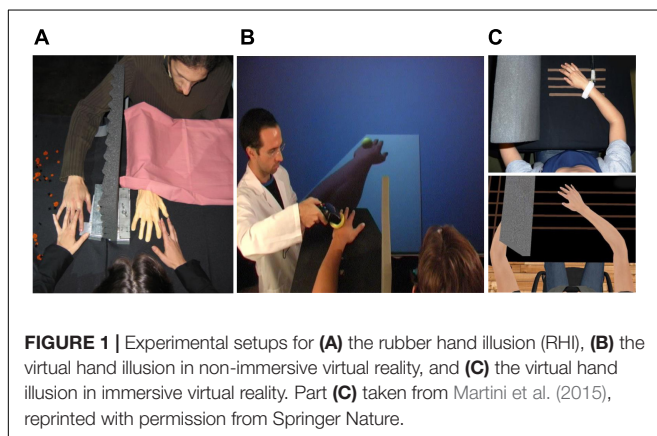 A B C
FIGURE 1 | Experimental setups for (A) the rubber hand illusion (RHI), (B) the
virtual hand illusion in non-immersive virtual reality, and (C) the virtual hand
illusion in immersive virtual reality. Part (C) taken from Martini et al. (2015),
reprinted with permission from Springer Nature.